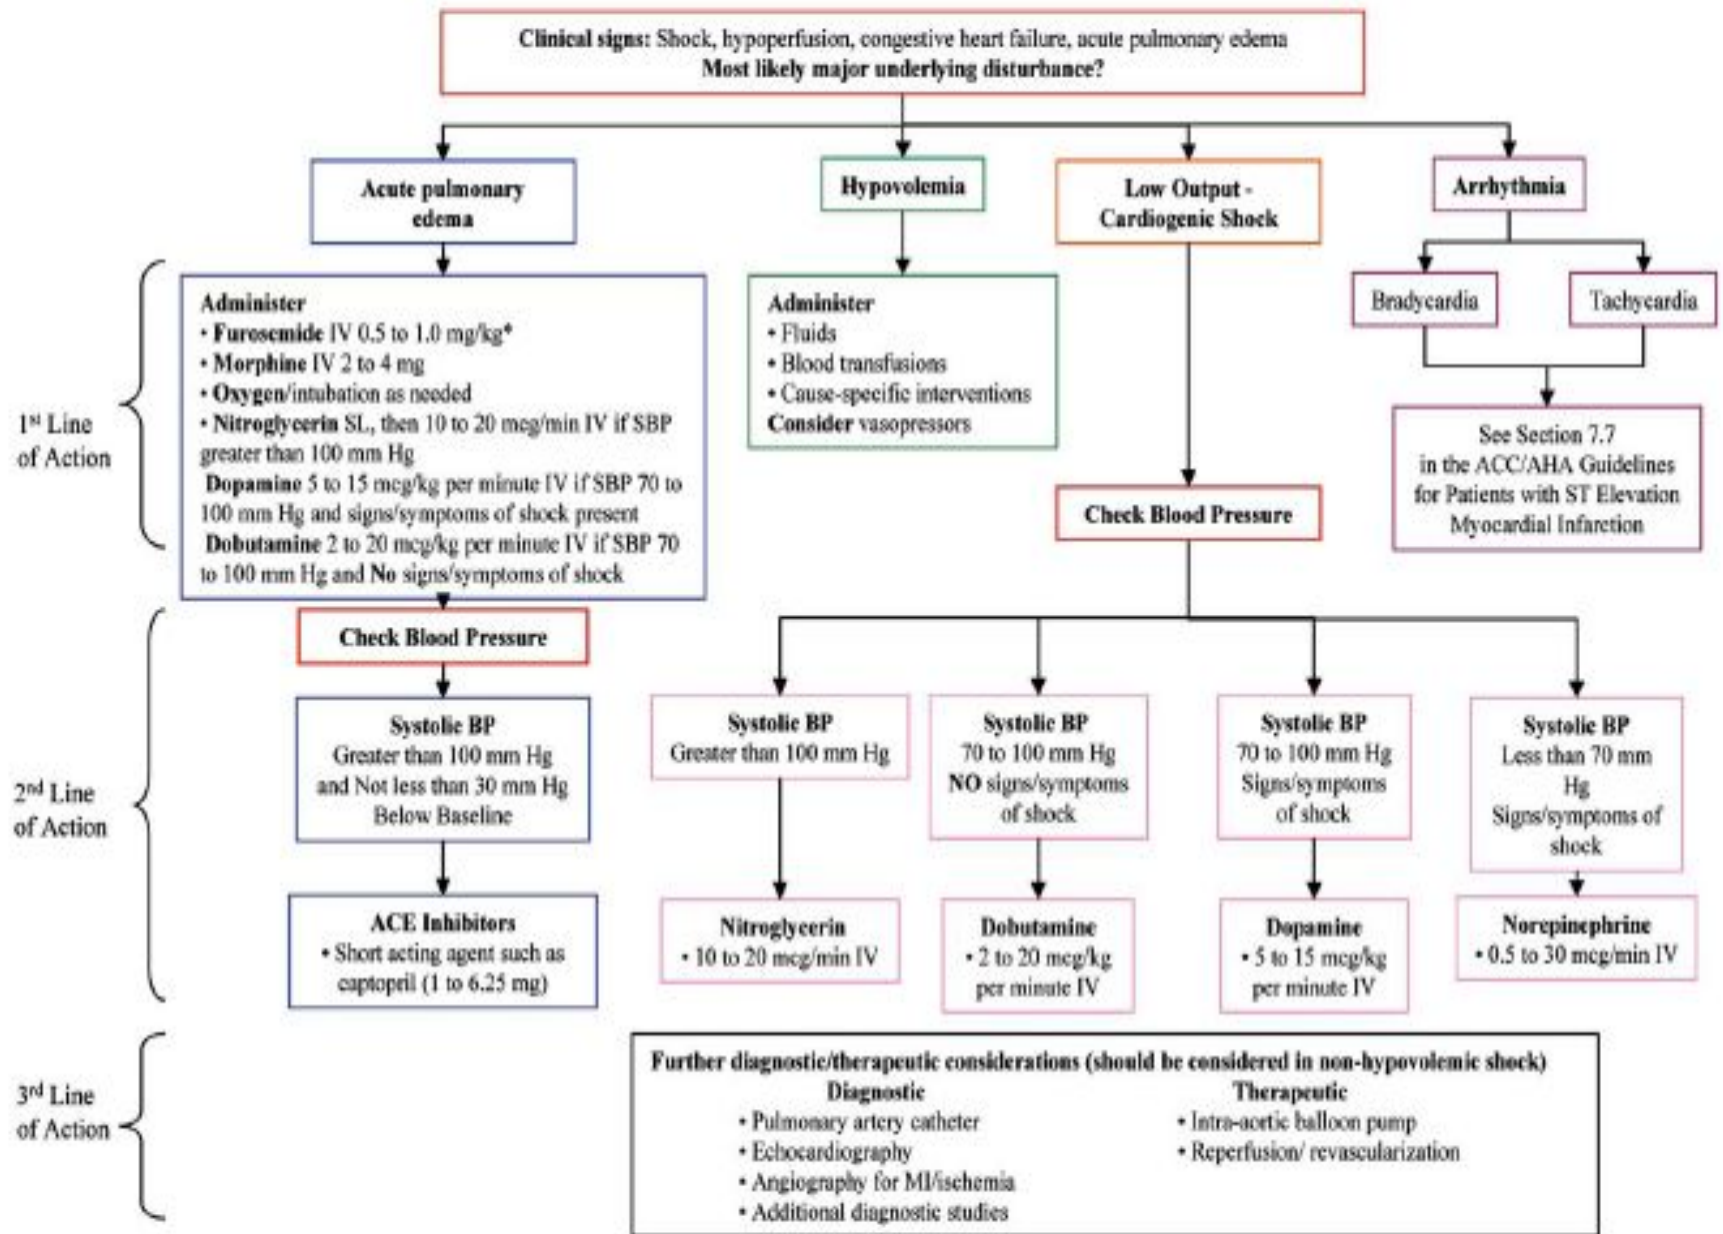 Clinical signs: Shock, hypoperfusion, congestive heart failure, acute pulmonary edema
Most likely major underlying disturbance?
Acute pulmonary
edema
Hypovolemia
Low Output -
Cardiogenic Shock
Arrhythmia
Bradycardia
Tachycardia
1st Line
of Action
Administer
• Furosemide IV 0.5 to 1.0 mg/kg*
• Morphine IV 2 to 4 mg
• Oxygen/intubation as needed
• Nitroglycerin SL, then 10 to 20 mcg/min IV if SBP
greater than 100 mm Hg
Dopamine 5 to 15 mcg/kg per minute IV if SBP 70 to
100 mm Hg and signs/symptoms of shock present
Dobutamine 2 to 20 mcg/kg per minute IV if SBP 70
to 100 mm Hg and No signs/symptoms of shock
Administer
• Fluids
• Blood transfusions
• Cause-specific interventions
Consider vasopressors
Check Blood Pressure
See Section 7.7
in the ACC/AHA Guidelines
for Patients with ST Elevation
Myocardial Infarction
2nd Line
of Action
Check Blood Pressure
Systolic BP
Greater than 100 mm Hg
and Not less than 30 mm Hg
Below Baseline
Systolic BP
Greater than 100 mm Hg
Systolic BP
70 to 100 mm Hg
NO signs/symptoms
of shock
Systolic BP
70 to 100 mm Hg
Signs/symptoms
of shock
Systolic BP
Less than 70 mm
Hg
Signs/symptoms of
shock
ACE Inhibitors
• Short acting agent such as
captopril (1 to 6.25 mg)
Nitroglycerin
• 10 to 20 mcg/min IV
Dobutamine
• 2 to 20 mcg/kg
per minute IV
Dopamine
• 5 to 15 mcg/kg
per minute IV
Norepinephrine
• 0.5 to 30 mcg/min IV
3rd Line
of Action
Further diagnostic/therapeutic considerations (should be considered in non-hypovolemic shock)
Diagnostic
• Pulmonary artery catheter
• Echocardiography
• Angiography for MI/ischemia
• Additional diagnostic studies
Therapeutic
• Intra-aortic balloon pump
• Reperfusion/ revascularization